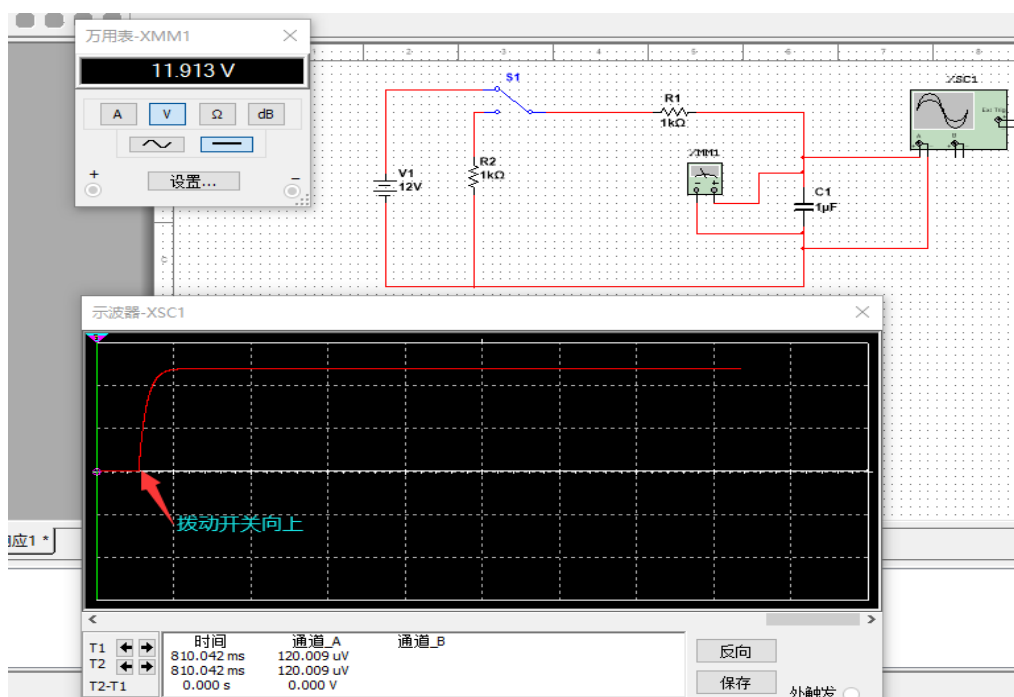 万用表-XMM1
11.913 V
A V Ω dB
+ 设置... -
S1
R1
1kΩ
R2
1kΩ
V1
12V
XMM1
C1
1μF
XSC1
Ext Trig
A B
示波器-XSC1
拨动开关向上
应1 *
时间 通道_A 通道_B
T1 810.042 ms 120.009 uV
T2 810.042 ms 120.009 uV
T2-T1 0.000 s 0.000 V
反向
保存
外触发